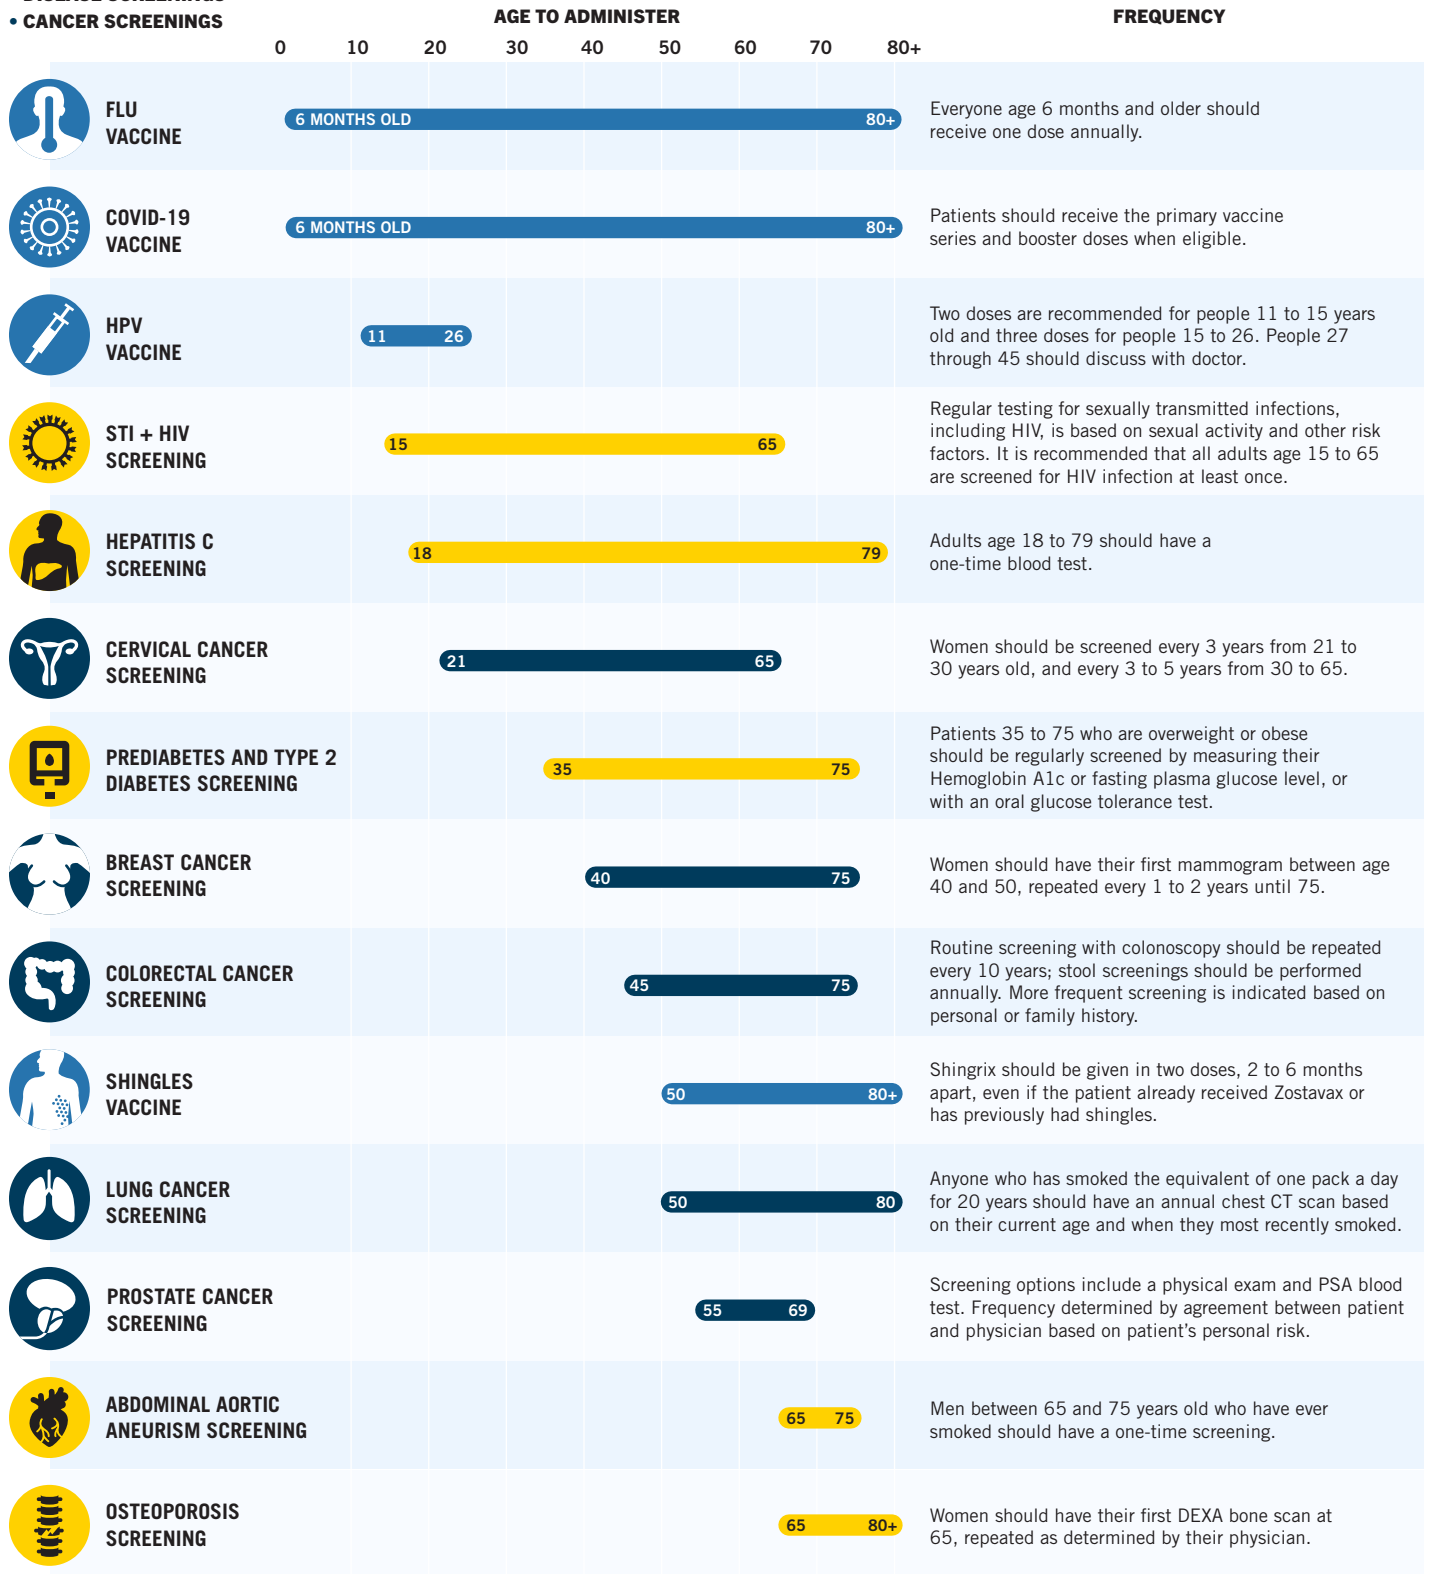 DISEASE SCREENINGS
• CANCER SCREENINGS
AGE TO ADMINISTER
FREQUENCY
0 10 20 30 40 50 60 70 80+
FLU
VACCINE
6 MONTHS OLD 80+
Everyone age 6 months and older should
receive one dose annually.
COVID-19
VACCINE
6 MONTHS OLD 80+
Patients should receive the primary vaccine
series and booster doses when eligible.
HPV
VACCINE
11 26
Two doses are recommended for people 11 to 15 years
old and three doses for people 15 to 26. People 27
through 45 should discuss with doctor.
STI + HIV
SCREENING
15 65
Regular testing for sexually transmitted infections,
including HIV, is based on sexual activity and other risk
factors. It is recommended that all adults age 15 to 65
are screened for HIV infection at least once.
HEPATITIS C
SCREENING
18 79
Adults age 18 to 79 should have a
one-time blood test.
CERVICAL CANCER
SCREENING
21 65
Women should be screened every 3 years from 21 to
30 years old, and every 3 to 5 years from 30 to 65.
PREDIABETES AND TYPE 2
DIABETES SCREENING
35 75
Patients 35 to 75 who are overweight or obese
should be regularly screened by measuring their
Hemoglobin A1c or fasting plasma glucose level, or
with an oral glucose tolerance test.
BREAST CANCER
SCREENING
40 75
Women should have their first mammogram between age
40 and 50, repeated every 1 to 2 years until 75.
COLORECTAL CANCER
SCREENING
45 75
Routine screening with colonoscopy should be repeated
every 10 years; stool screenings should be performed
annually. More frequent screening is indicated based on
personal or family history.
SHINGLES
VACCINE
50 80+
Shingrix should be given in two doses, 2 to 6 months
apart, even if the patient already received Zostavax or
has previously had shingles.
LUNG CANCER
SCREENING
50 80
Anyone who has smoked the equivalent of one pack a day
for 20 years should have an annual chest CT scan based
on their current age and when they most recently smoked.
PROSTATE CANCER
SCREENING
55 69
Screening options include a physical exam and PSA blood
test. Frequency determined by agreement between patient
and physician based on patient’s personal risk.
ABDOMINAL AORTIC
ANEURISM SCREENING
65 75
Men between 65 and 75 years old who have ever
smoked should have a one-time screening.
OSTEOPOROSIS
SCREENING
65 80+
Women should have their first DEXA bone scan at
65, repeated as determined by their physician.